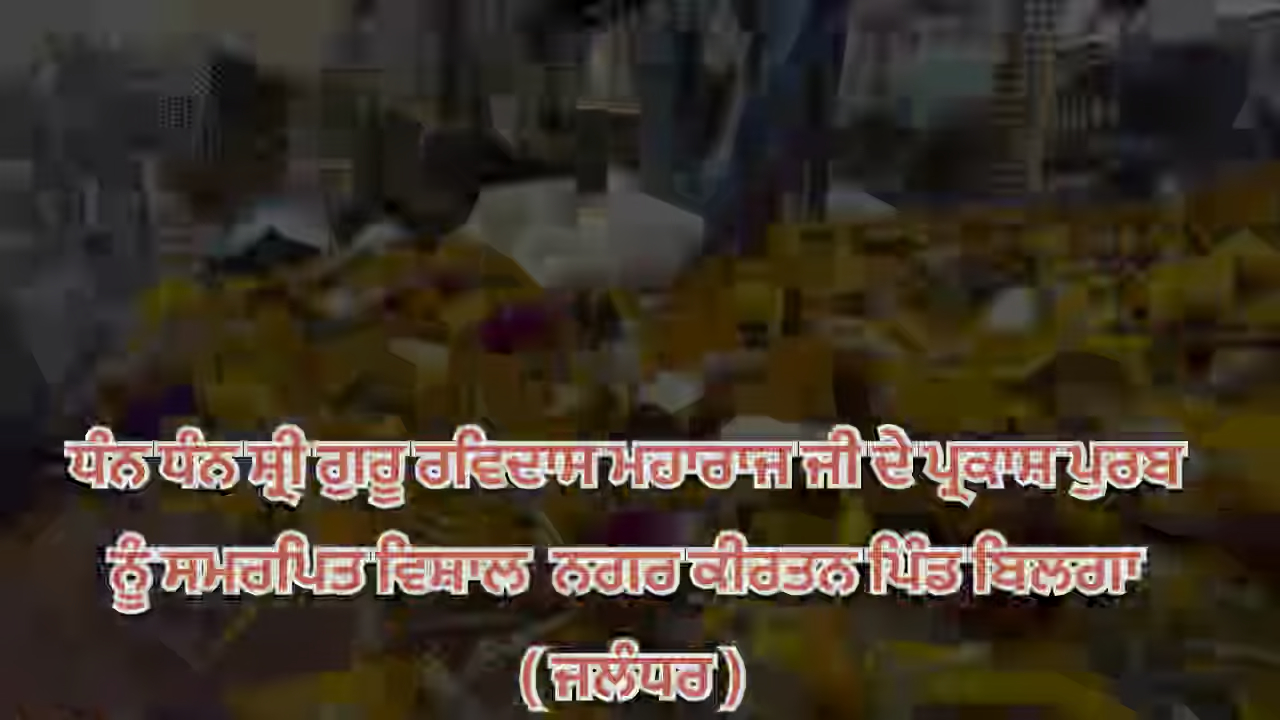 ਧੰਨ ਧੰਨ ਸ਼੍ਰੀ ਗੁਰੂ ਰਵਿਦਾਸ ਮਹਾਰਾਜ ਜੀ ਦੇ ਪ੍ਰਕਾਸ਼ ਪੁਰਬ
ਨੂੰ ਸਮਰਪਿਤ ਵਿਸ਼ਾਲ ਨਗਰ ਕੀਰਤਨ ਪਿੰਡ ਬਿਲਗਾ
( ਜਲੰਧਰ )